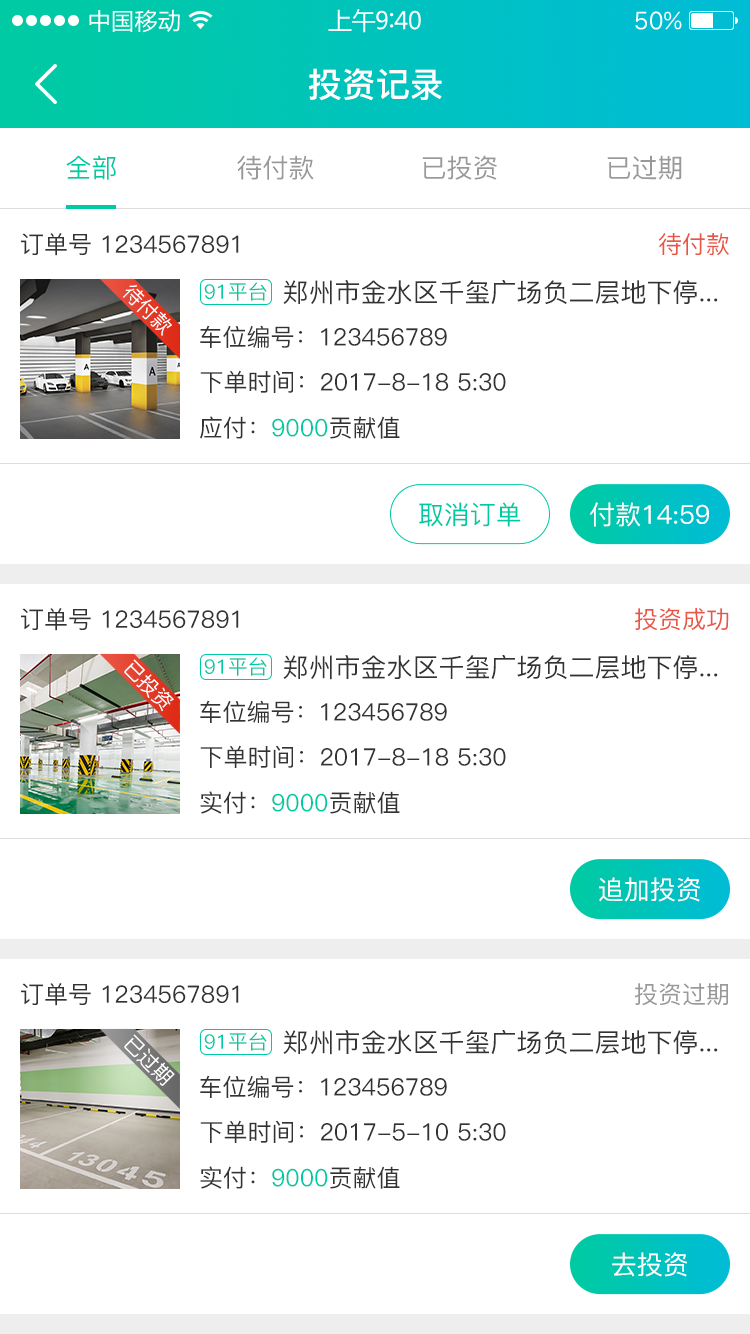 中国移动
上午9:40
50%
投资记录
全部
待付款
已投资
已过期
订单号 1234567891
待付款
待付款
A
A
A
91平台 郑州市金水区千玺广场负二层地下停...
车位编号：123456789
下单时间：2017-8-18 5:30
应付：9000贡献值
取消订单
付款14:59
订单号 1234567891
投资成功
已投资
91平台 郑州市金水区千玺广场负二层地下停...
车位编号：123456789
下单时间：2017-8-18 5:30
实付：9000贡献值
追加投资
订单号 1234567891
投资过期
已过期
13045
91平台 郑州市金水区千玺广场负二层地下停...
车位编号：123456789
下单时间：2017-5-10 5:30
实付：9000贡献值
去投资